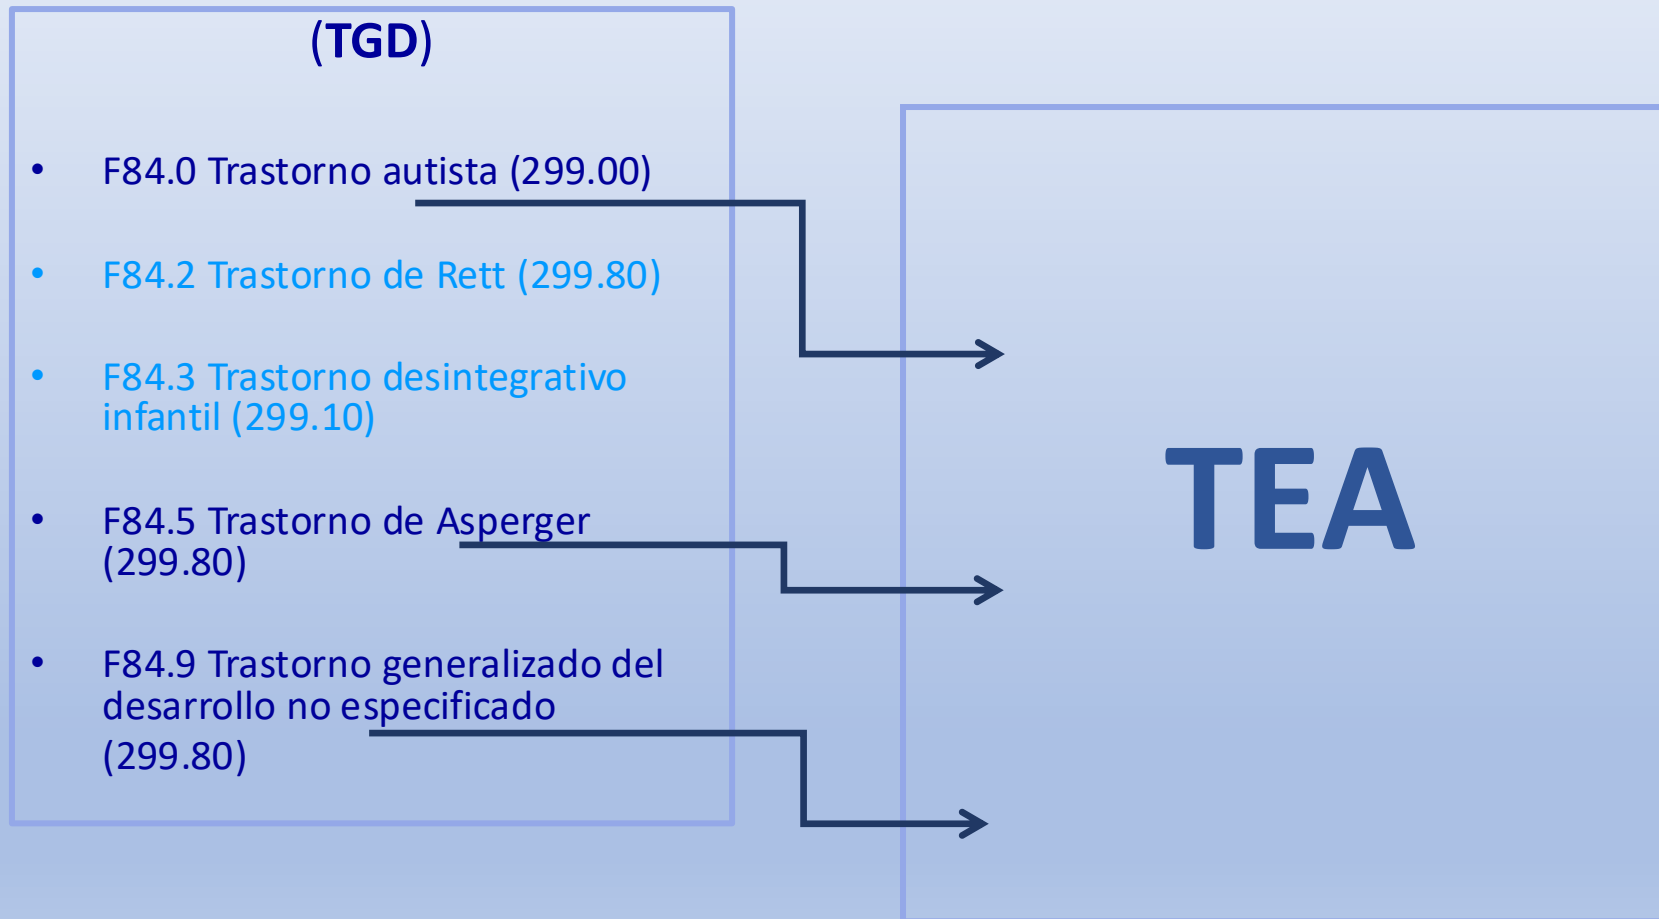 (TGD)
• F84.0 Trastorno autista (299.00)
• F84.2 Trastorno de Rett (299.80)
• F84.3 Trastorno desintegrativo
infantil (299.10)
• F84.5 Trastorno de Asperger
(299.80)
• F84.9 Trastorno generalizado del
desarrollo no especificado
(299.80)
TEA